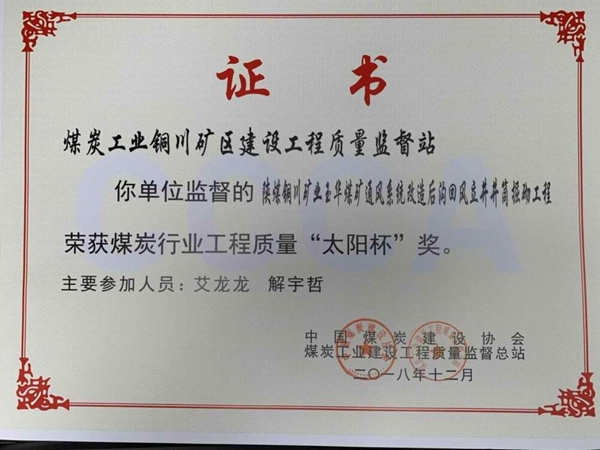 证书
煤炭工业铜川矿区建设工程质量监督站
你单位监督的 陕煤铜川矿业玉华煤矿通风系统改造后沟回风立井井筒掘砌工程
荣获煤炭行业工程质量“太阳杯”奖。
主要参加人员：艾龙龙 解宇哲
中国煤炭建设协会
煤炭工业建设工程质量监督总站
二〇一八年十二月
CCCA